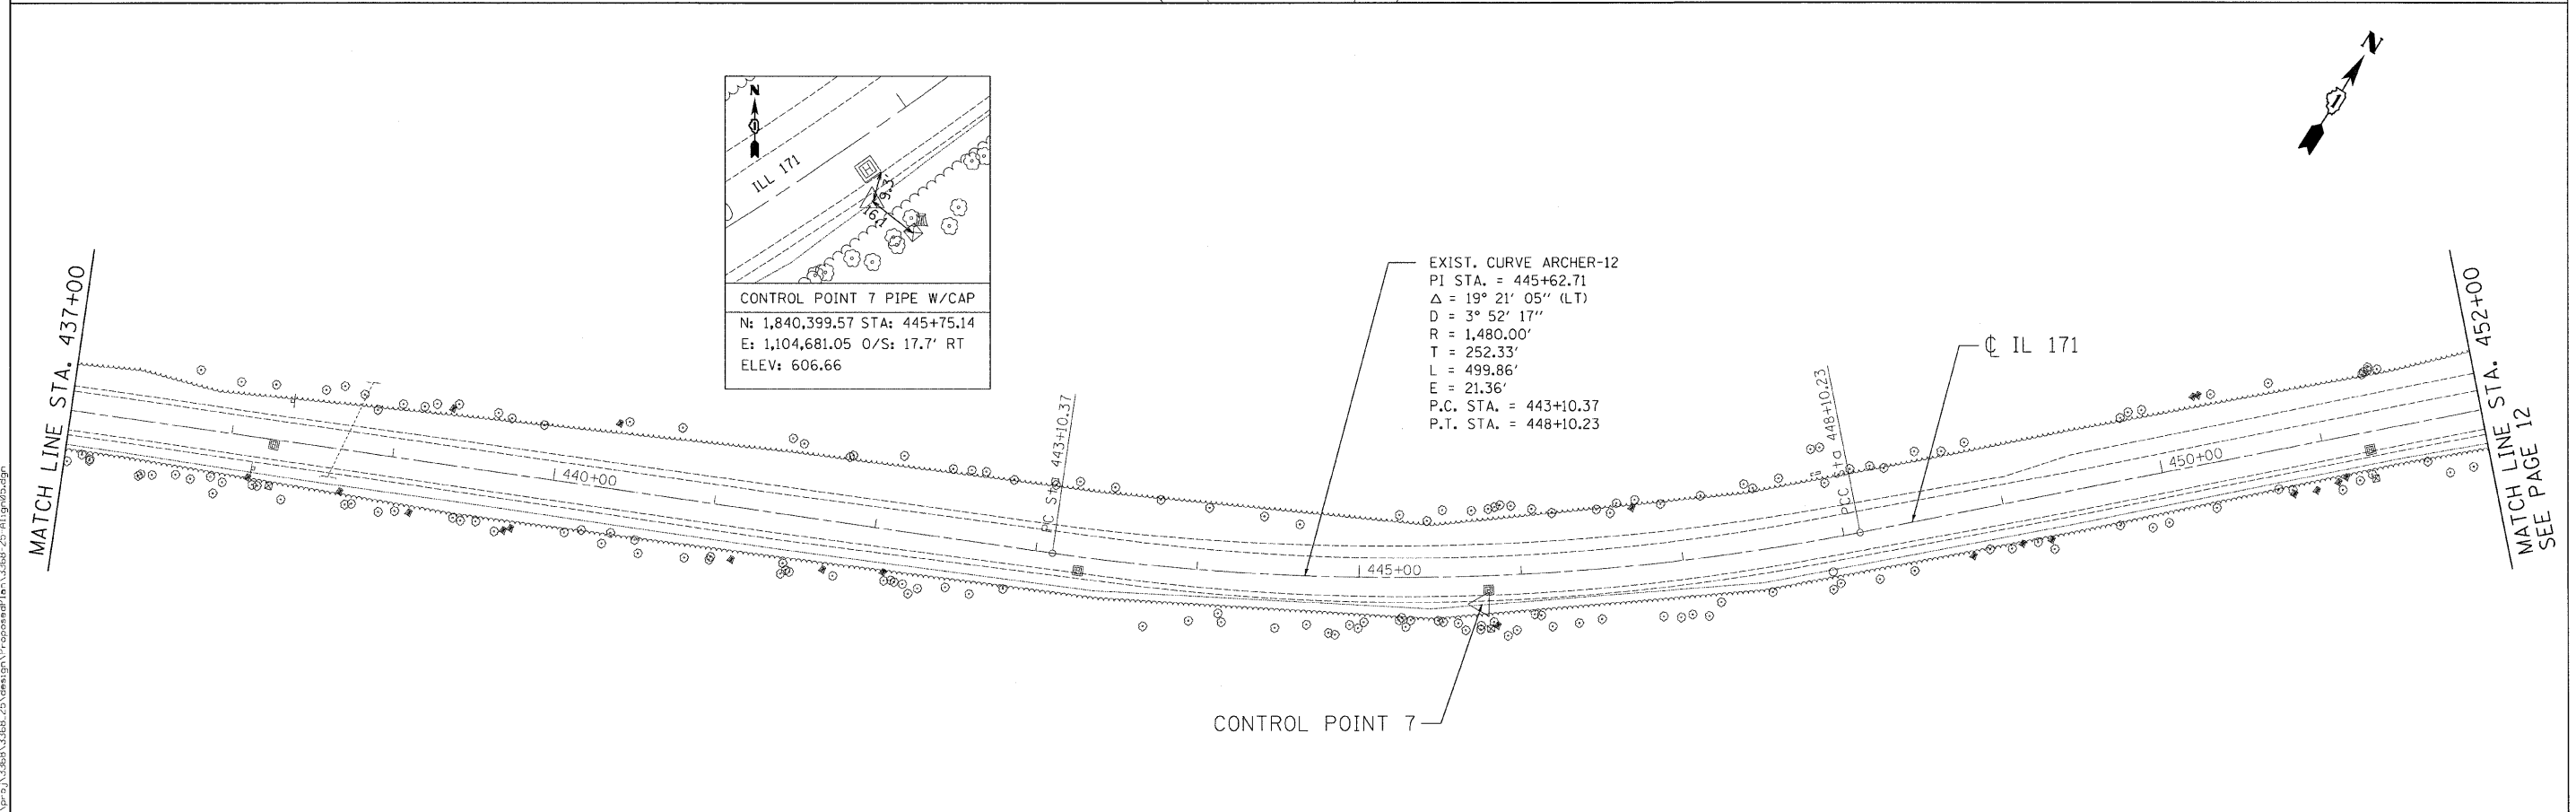 N
N
ILL 171
9.3'
16.1'
CONTROL POINT 7 PIPE W/CAP
N: 1,840,399.57 STA: 445+75.14
E: 1,104,681.05 O/S: 17.7' RT
ELEV: 606.66
EXIST. CURVE ARCHER-12
PI STA. = 445+62.71
Δ = 19° 21' 05" (LT)
D = 3° 52' 17"
R = 1,480.00'
T = 252.33'
L = 499.86'
E = 21.36'
P.C. STA. = 443+10.37
P.T. STA. = 448+10.23
℄ IL 171
MATCH LINE STA. 437+00
440+00
PC Sta 443+10.37
445+00
PCC Sta 448+10.23
450+00
MATCH LINE STA. 452+00
SEE PAGE 12
CONTROL POINT 7